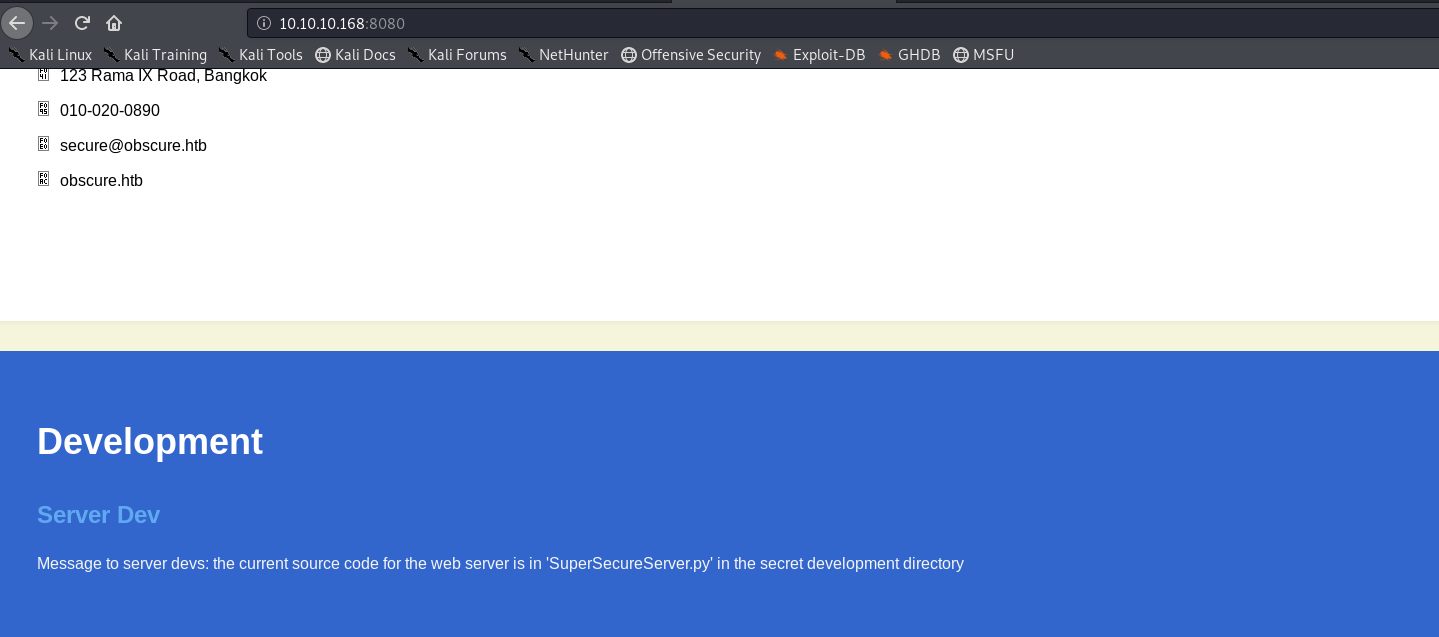 10.10.10.168:8080
Kali Linux Kali Training Kali Tools Kali Docs Kali Forums NetHunter Offensive Security Exploit-DB GHDB MSFU
123 Rama IX Road, Bangkok
010-020-0890
secure@obscure.htb
obscure.htb
Development
Server Dev
Message to server devs: the current source code for the web server is in 'SuperSecureServer.py' in the secret development directory